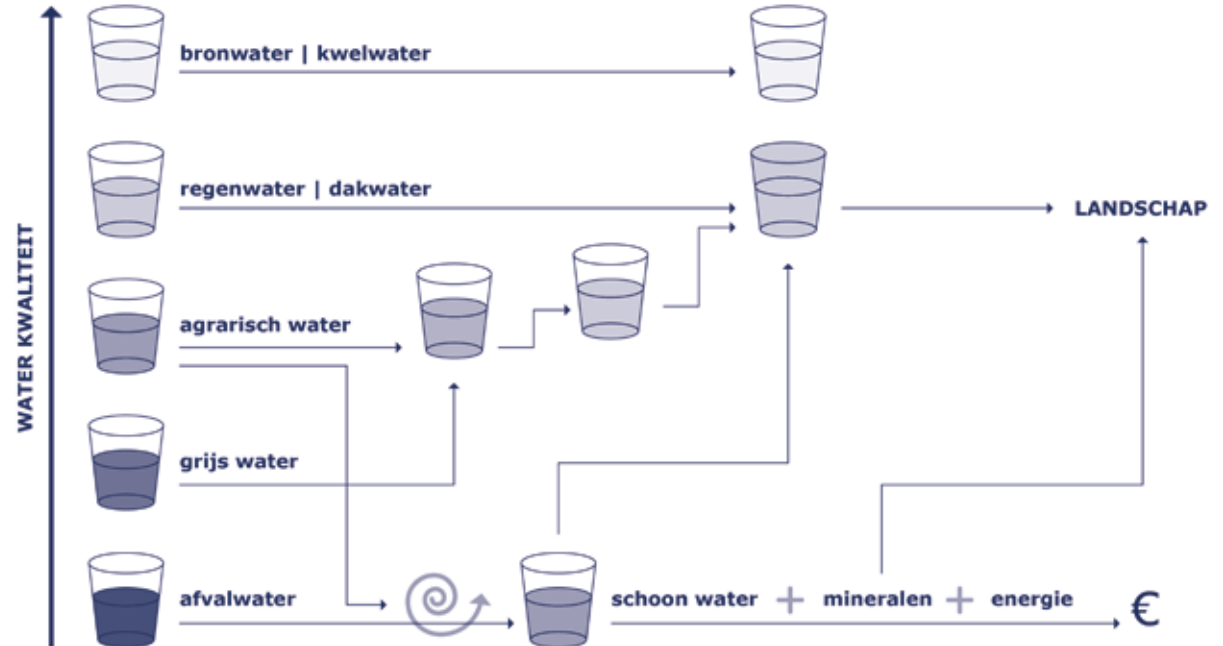 WATER KWALITEIT
bronwater | kwelwater
regenwater | dakwater
LANDSCHAP
agrarisch water
grijs water
afvalwater
schoon water + mineralen + energie
€